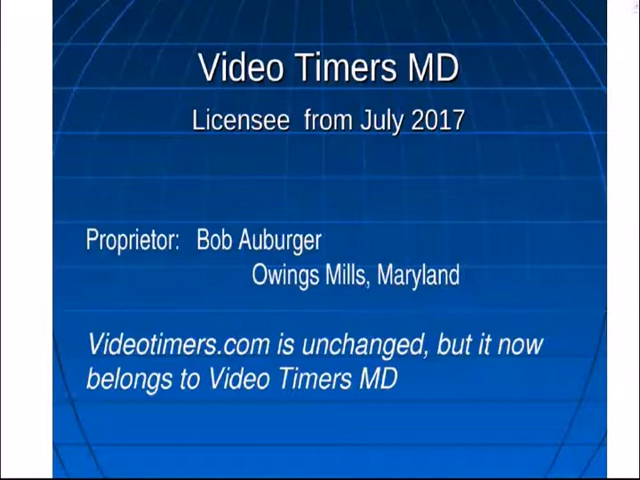 Video Timers MD
Licensee from July 2017
Proprietor: Bob Auburger
Owings Mills, Maryland
Videotimers.com is unchanged, but it now
belongs to Video Timers MD